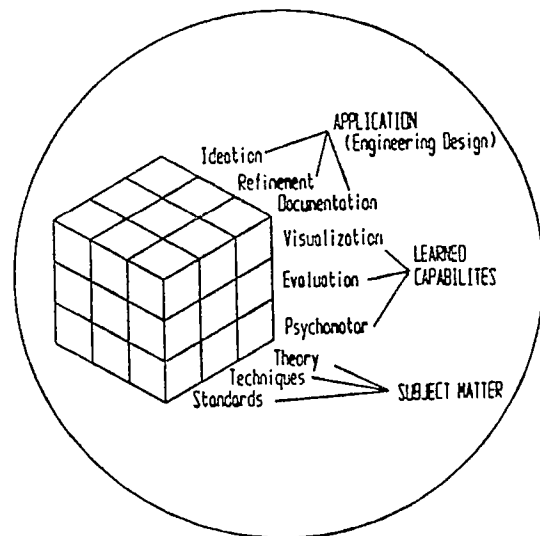 APPLICATION
(Engineering Design)
Ideation
Refinement
Documentation
Visualization
LEARNED
CAPABILITES
Evaluation
Psychomotor
Theory
Techniques
Standards
SUBJECT MATTER